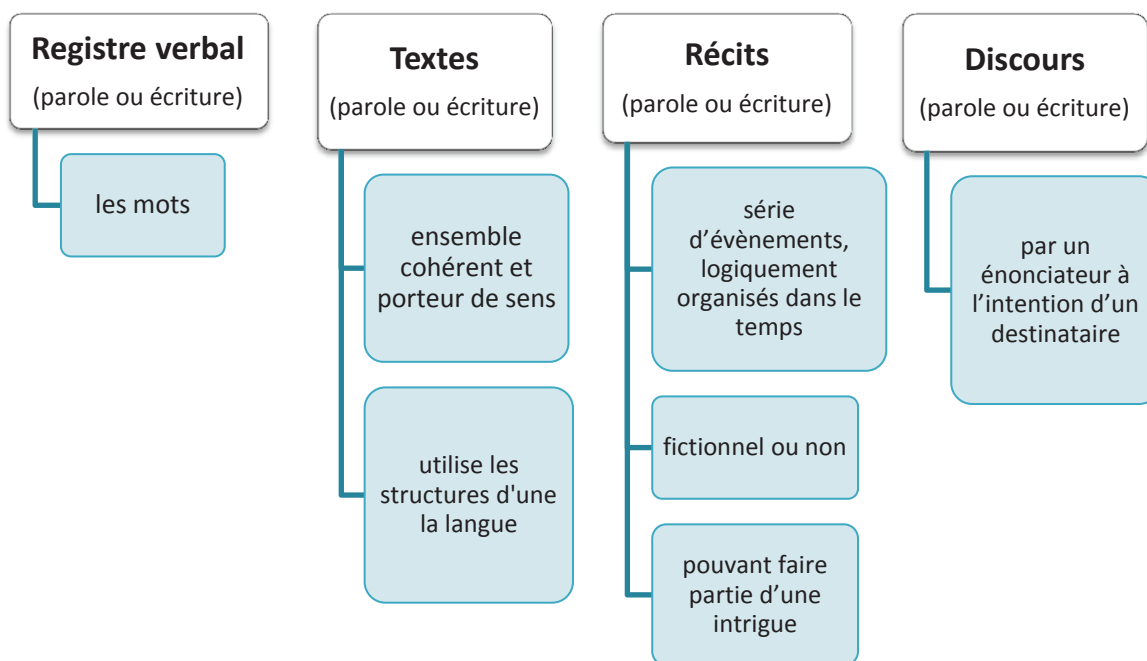 Registre verbal
(parole ou écriture)
les mots
Textes
(parole ou écriture)
ensemble
cohérent et
porteur de sens
utilise les
structures d'une
la langue
Récits
(parole ou écriture)
série
d’évènements,
logiquement
organisés dans le
temps
fictionnel ou non
pouvant faire
partie d’une
intrigue
Discours
(parole ou écriture)
par un
énonciateur à
l’intention d’un
destinataire